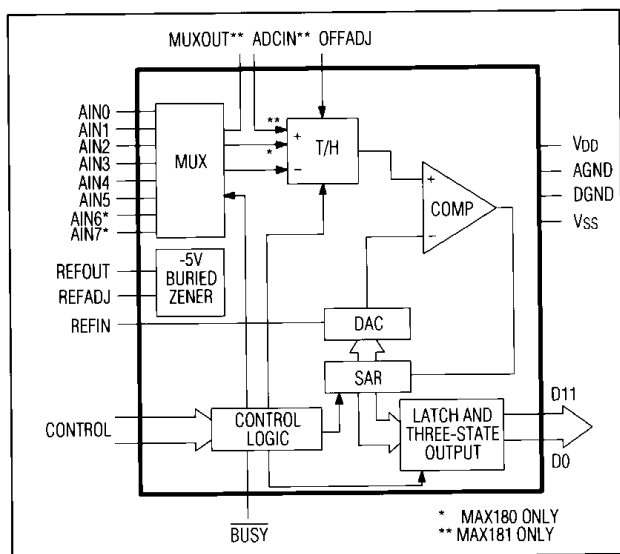 MUXOUT** ADCIN** OFFADJ
AIN0
AIN1
AIN2
AIN3
AIN4
AIN5
AIN6*
AIN7*
MUX
**
*
+
–
T/H
+
–
COMP
VDD
AGND
DGND
VSS
REFOUT
REFADJ
-5V
BURIED
ZENER
REFIN
DAC
SAR
CONTROL
CONTROL
LOGIC
LATCH AND
THREE-STATE
OUTPUT
D11
D0
BUSY
* MAX180 ONLY
** MAX181 ONLY